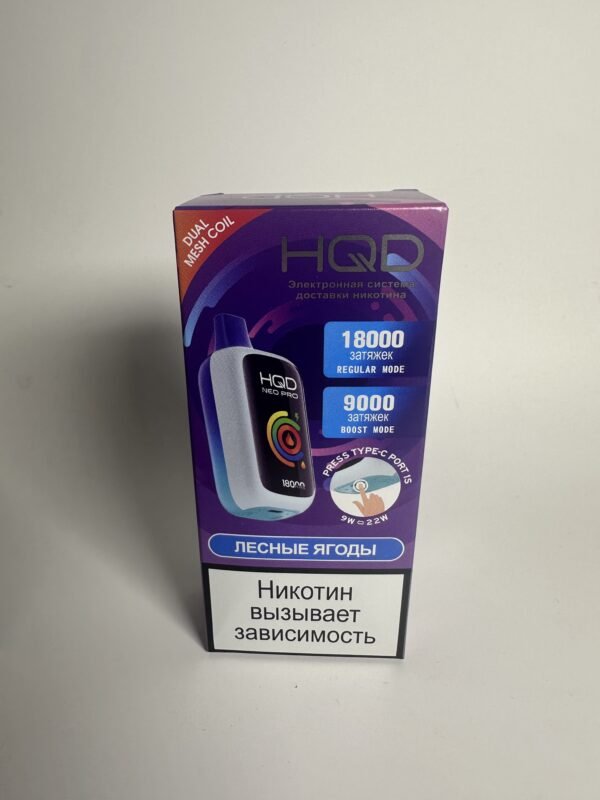 DUAL
MESH COIL
HQD
Электронная система
доставки никотина
18000
затяжек
REGULAR MODE
9000
затяжек
BOOST MODE
HQD
NEO PRO
18000
PRESS TYPE-C PORT 1S
9W⇔22W
ЛЕСНЫЕ ЯГОДЫ
Никотин
вызывает
зависимость